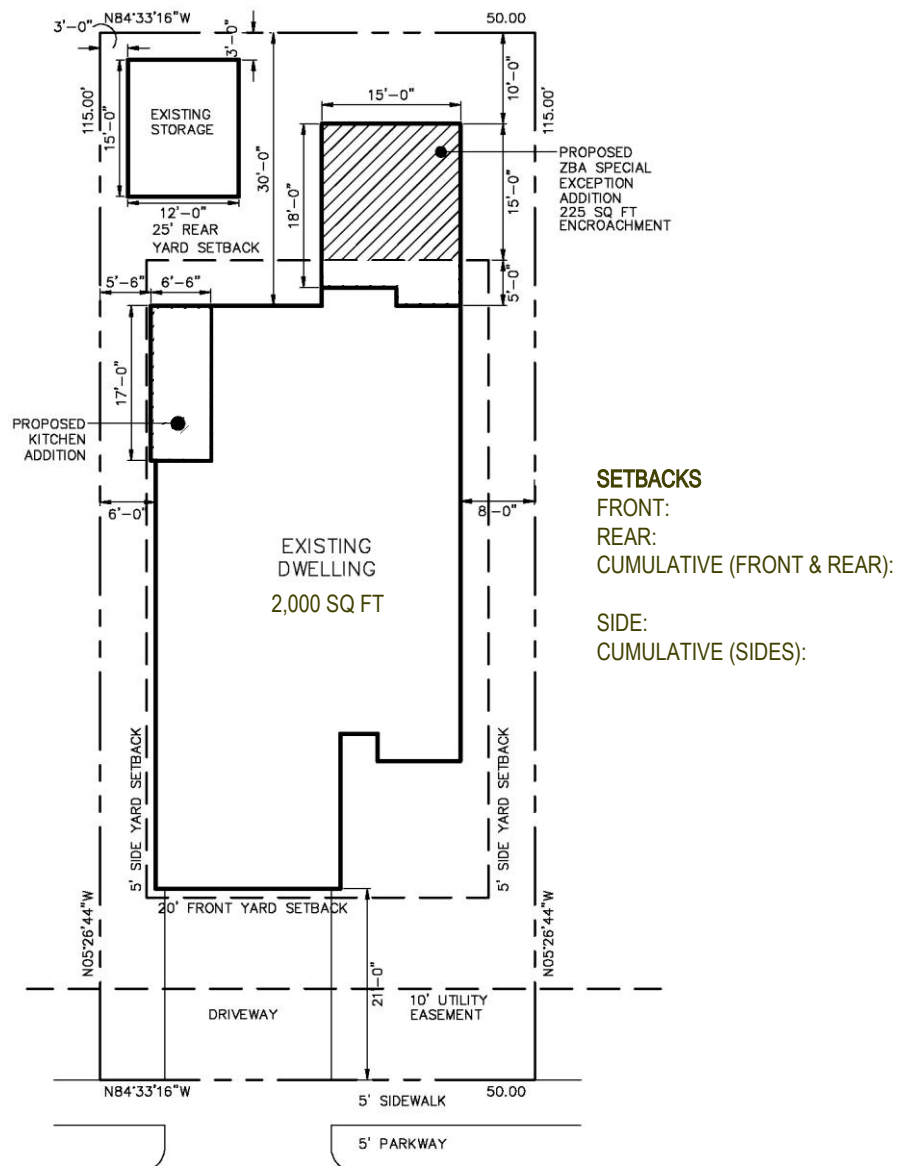 N84°33'16"W
50.00
3'-0"
3'-0"
10'-0"
15'-0"
115.00'
115.00'
EXISTING
STORAGE
15'-0"
30'-0"
PROPOSED
ZBA SPECIAL
EXCEPTION
ADDITION
225 SQ FT
ENCROACHMENT
15'-0"
18'-0"
12'-0"
25' REAR
YARD SETBACK
5'-6"
6'-6"
5'-0"
17'-0"
PROPOSED
KITCHEN
ADDITION
6'-0"
8'-0"
SETBACKS
FRONT:
REAR:
CUMULATIVE (FRONT & REAR):
SIDE:
CUMULATIVE (SIDES):
EXISTING
DWELLING
2,000 SQ FT
5' SIDE YARD SETBACK
5' SIDE YARD SETBACK
20' FRONT YARD SETBACK
N05°26'44"W
N05°26'44"W
21'-0"
DRIVEWAY
10' UTILITY
EASEMENT
N84°33'16"W
50.00
5' SIDEWALK
5' PARKWAY